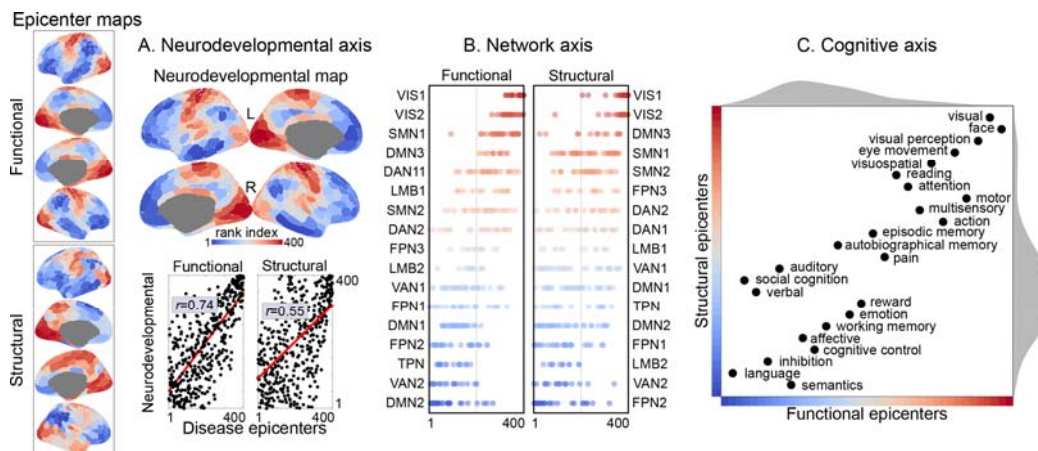 Epicenter maps
Functional
Structural
A. Neurodevelopmental axis
Neurodevelopmental map
L
R
rank index
1 400
Functional Structural
r=0.74
r=0.55
Neurodevelopmental
400
1
1 400 1 400
Disease epicenters
B. Network axis
Functional Structural
VIS1 VIS1
VIS2 VIS2
SMN1 DMN3
DMN3 SMN1
DAN11 SMN2
LMB1 FPN3
SMN2 DAN2
DAN2 DAN1
FPN3 LMB1
LMB2 VAN1
VAN1 DMN1
FPN1 TPN
DMN1 DMN2
FPN2 FPN1
TPN LMB2
VAN2 VAN2
DMN2 FPN2
1 400 1 400
C. Cognitive axis
Structural epicenters
visual
face
visual perception
eye movement
visuospatial
reading
attention
motor
multisensory
action
episodic memory
autobiographical memory
pain
auditory
social cognition
verbal
reward
emotion
working memory
affective
cognitive control
inhibition
language
semantics
Functional epicenters